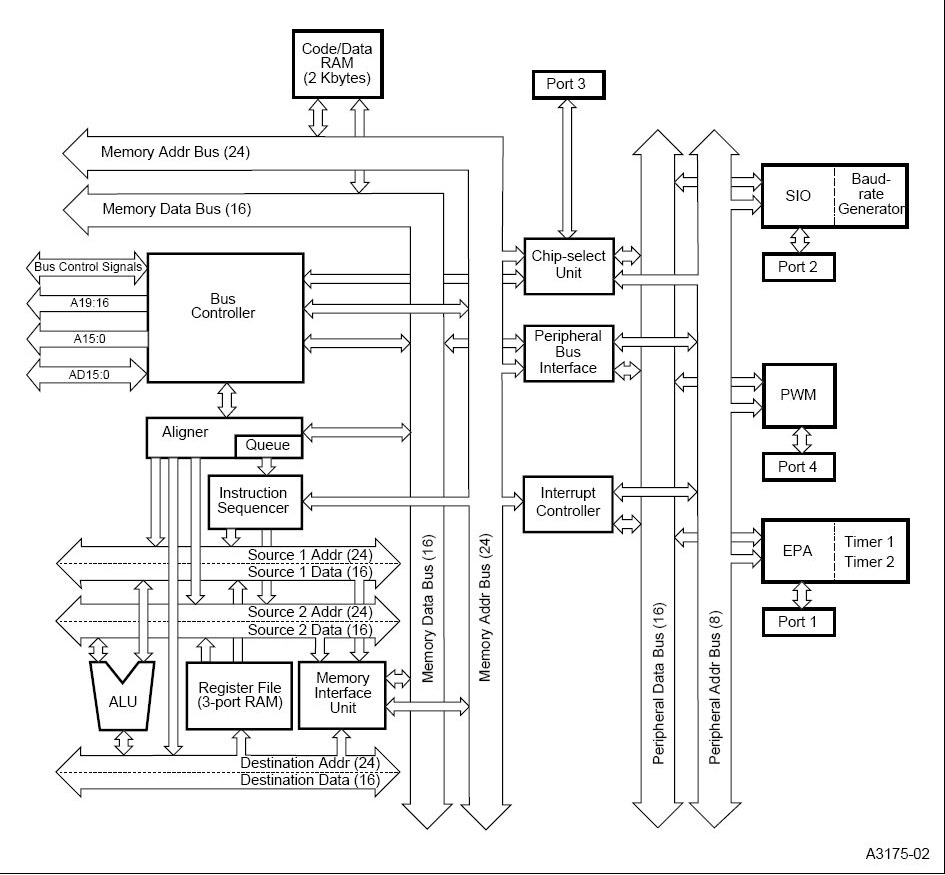 Code/Data
RAM
(2 Kbytes)
Port 3
Memory Addr Bus (24)
Memory Data Bus (16)
SIO
Baud-
rate
Generator
Port 2
Bus Control Signals
A19:16
A15:0
AD15:0
Bus
Controller
Chip-select
Unit
Peripheral
Bus
Interface
PWM
Port 4
Aligner
Queue
Instruction
Sequencer
Interrupt
Controller
EPA
Timer 1
Timer 2
Port 1
Source 1 Addr (24)
Source 1 Data (16)
Source 2 Addr (24)
Source 2 Data (16)
Memory Data Bus (16)
Memory Addr Bus (24)
Peripheral Data Bus (16)
Peripheral Addr Bus (8)
ALU
Register File
(3-port RAM)
Memory
Interface
Unit
Destination Addr (24)
Destination Data (16)
A3175-02